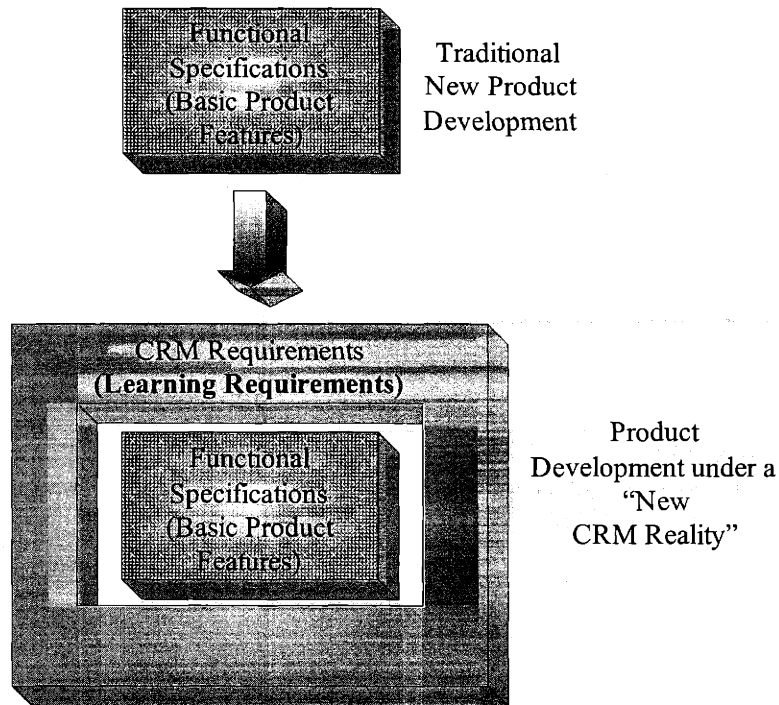 Functional
Specifications
(Basic Product
Features)
Traditional
New Product
Development
CRM Requirements
(Learning Requirements)
Functional
Specifications
(Basic Product
Features)
Product
Development under a
“New
CRM Reality”